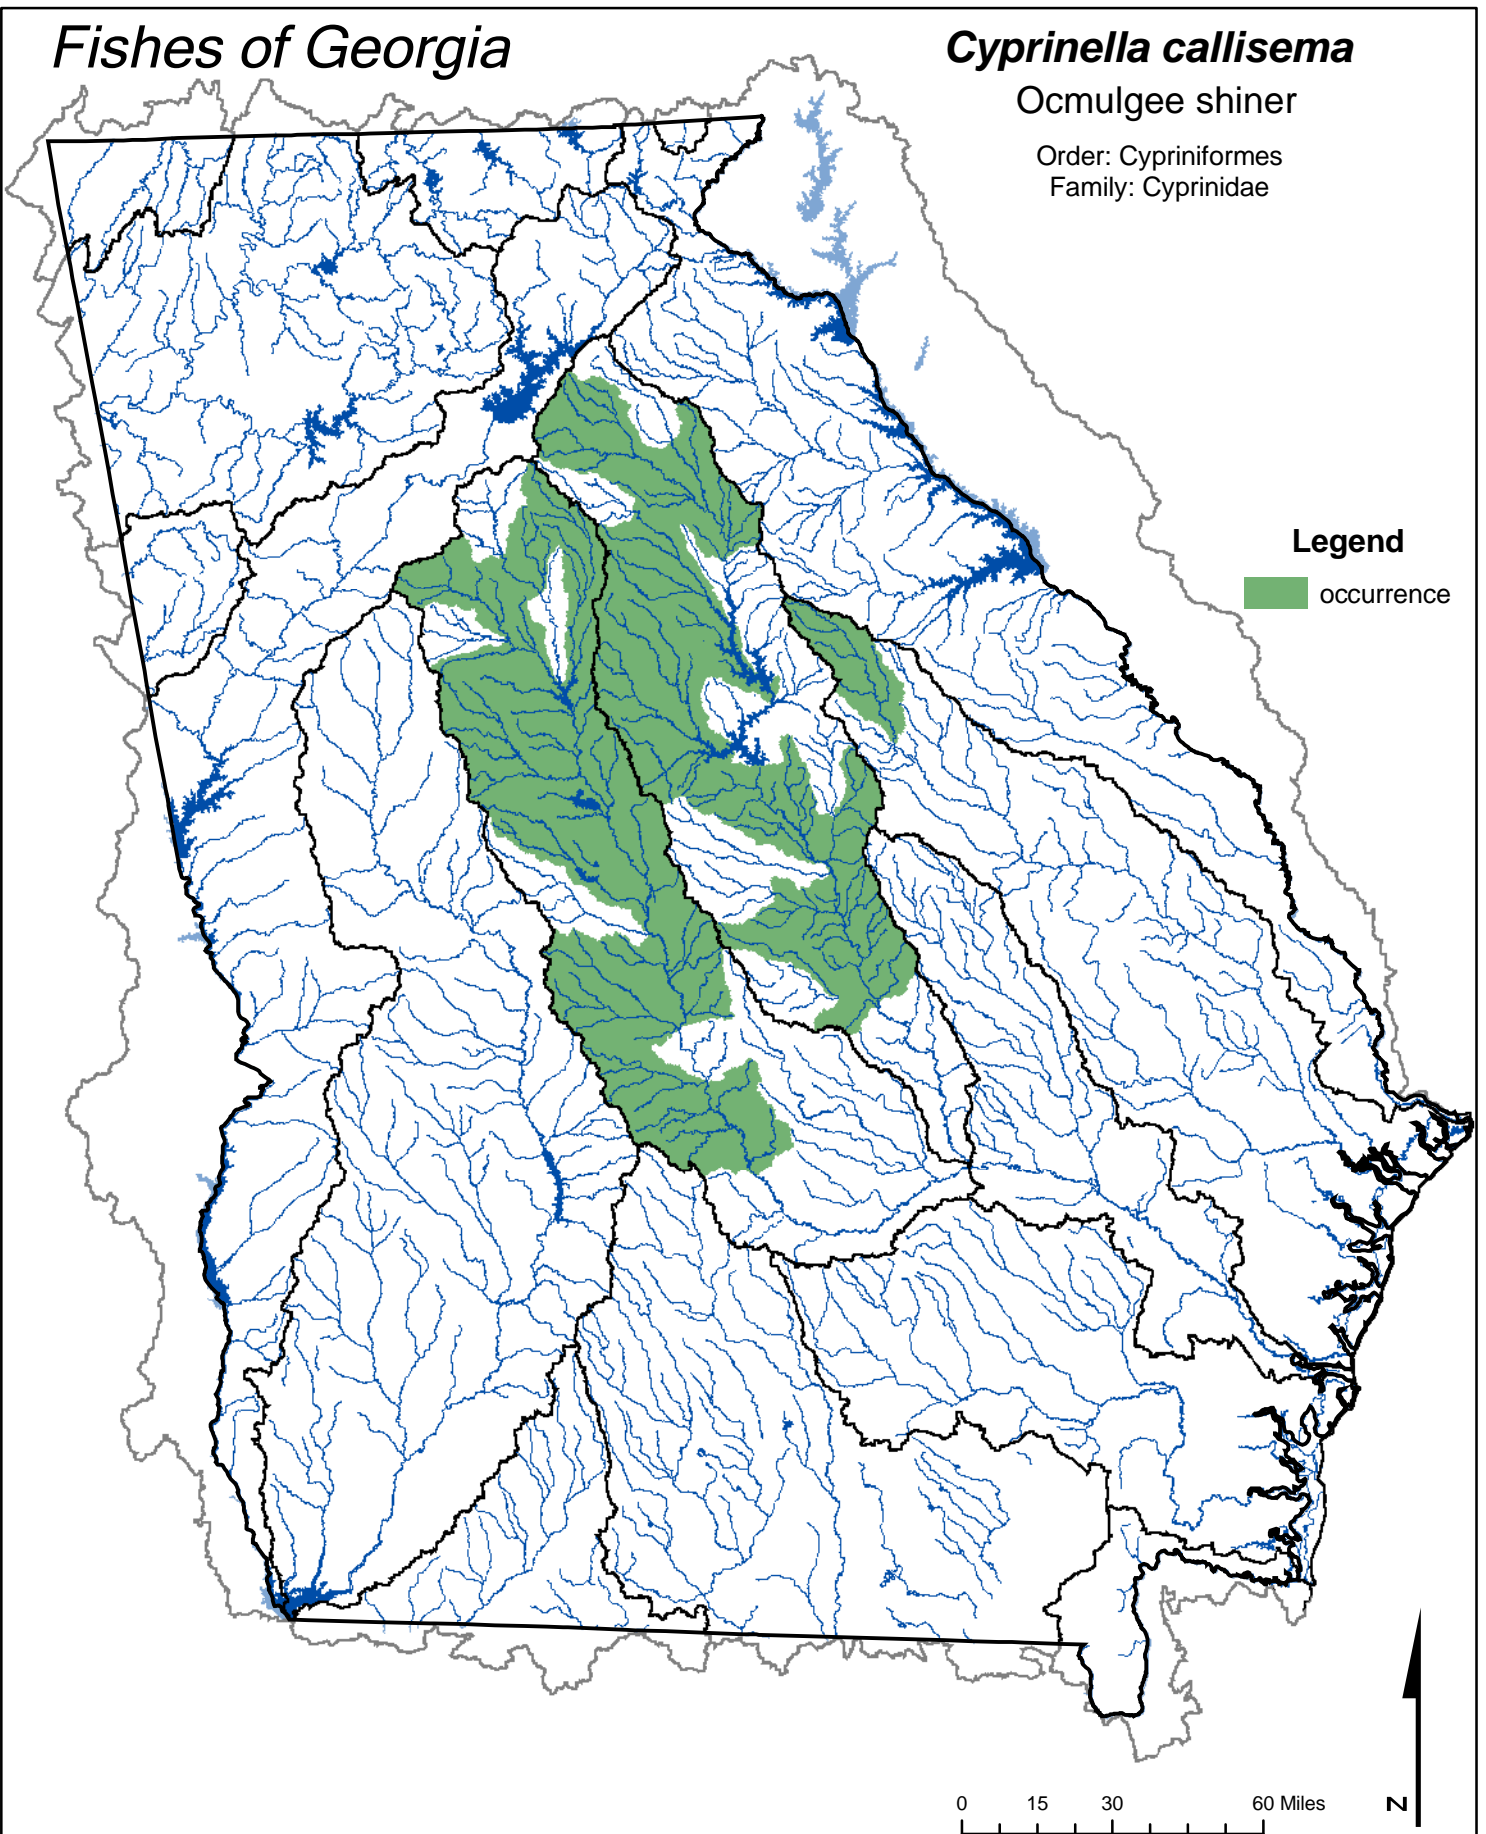 Fishes of Georgia
Cyprinella callisema
Ocmulgee shiner
Order: Cypriniformes
Family: Cyprinidae
Legend
occurrence
0 15 30 60 Miles
N